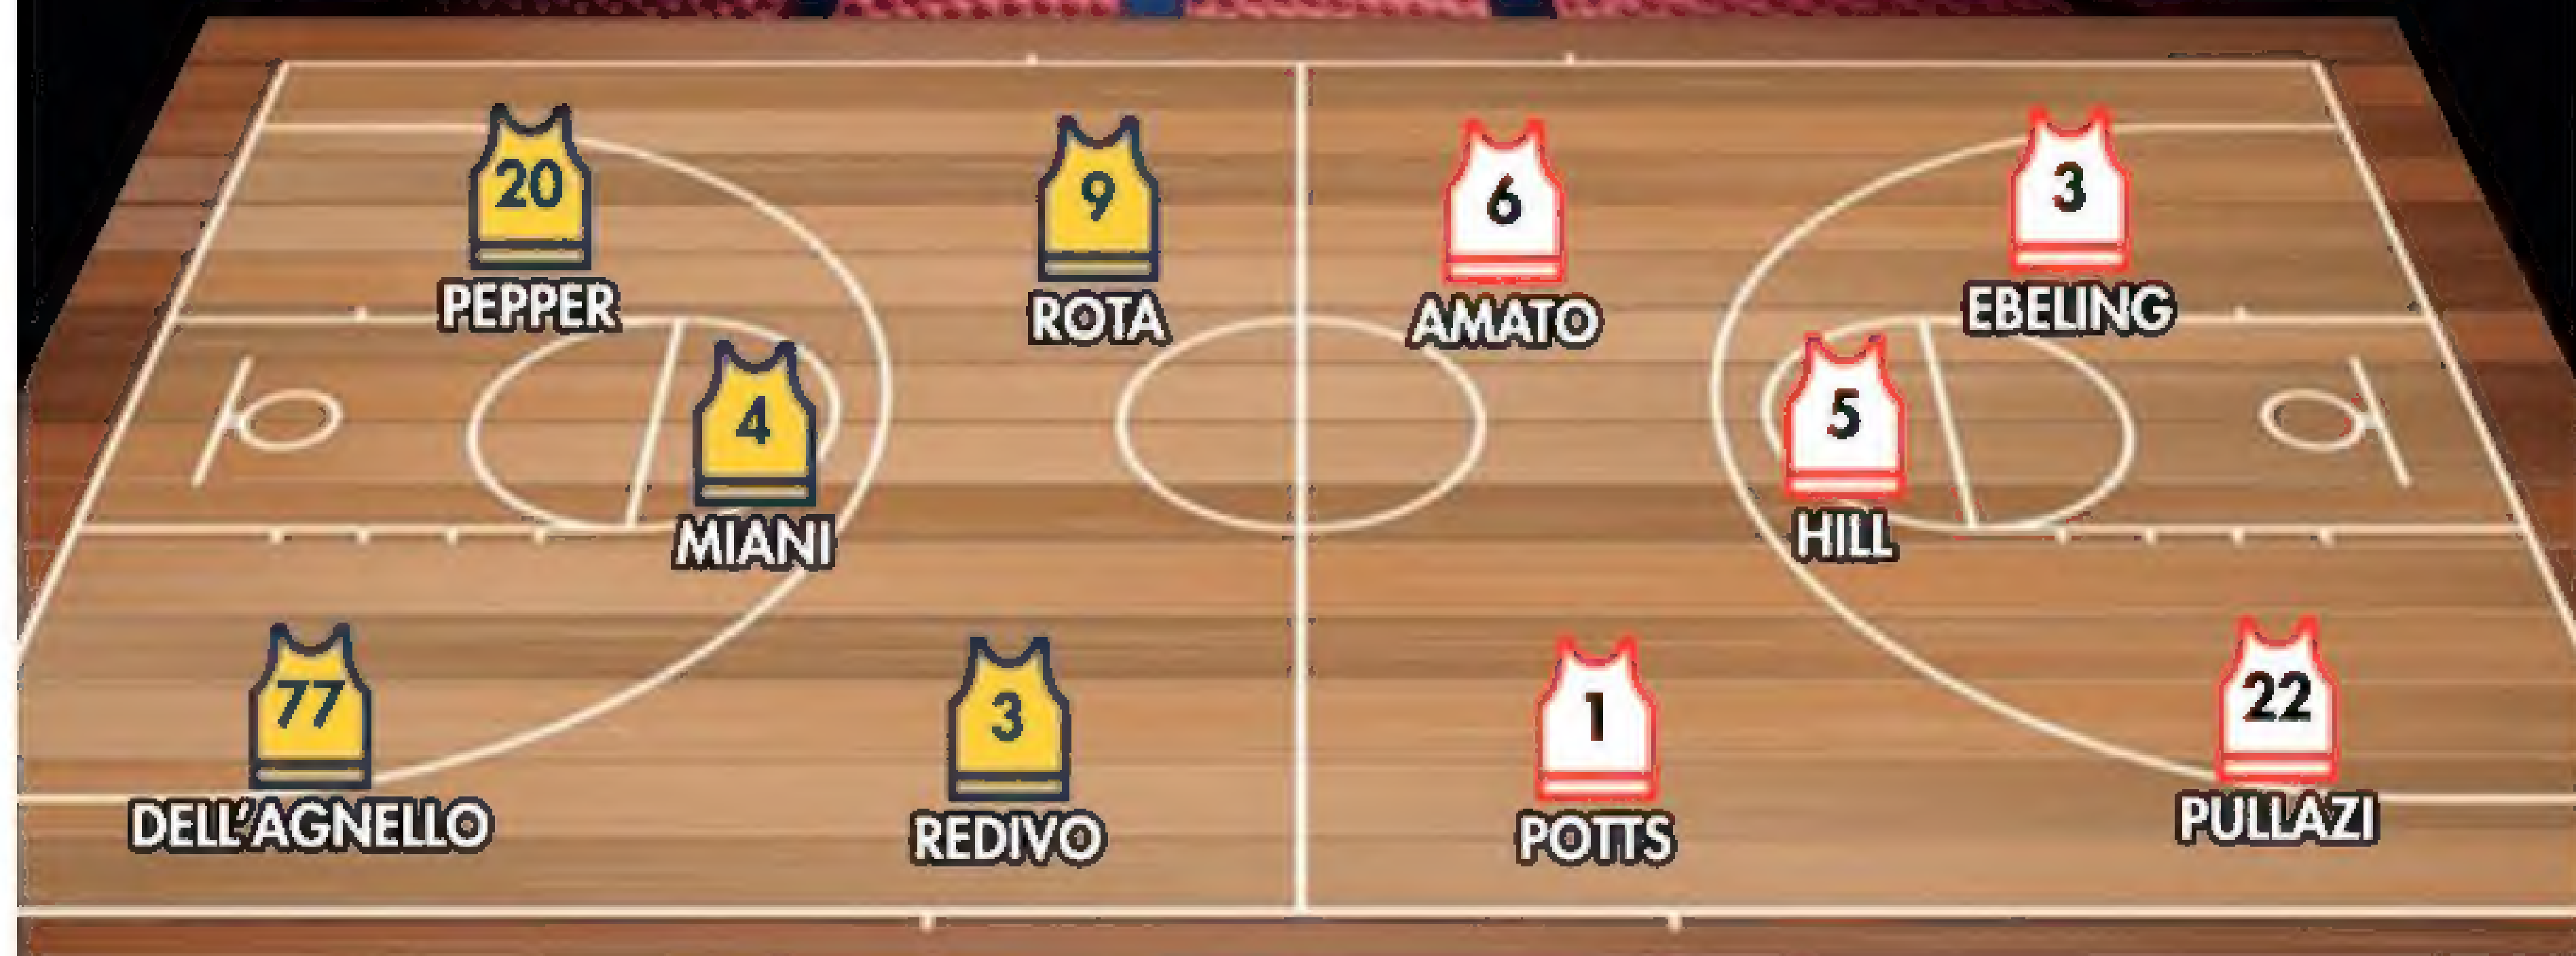 20
PEPPER
9
ROTA
6
AMATO
3
EBELING
4
MIANI
5
HILL
77
DELL'AGNELLO
3
REDIVO
1
POTTS
22
PULLAZI